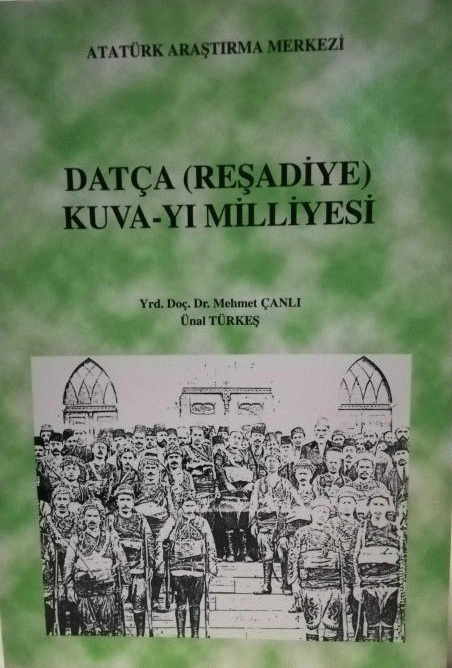 ATATÜRK ARAŞTIRMA MERKEZİ
DATÇA (REŞADİYE)
KUVA-YI MİLLİYESİ
Yrd. Doç. Dr. Mehmet ÇANLI
Ünal TÜRKEŞ